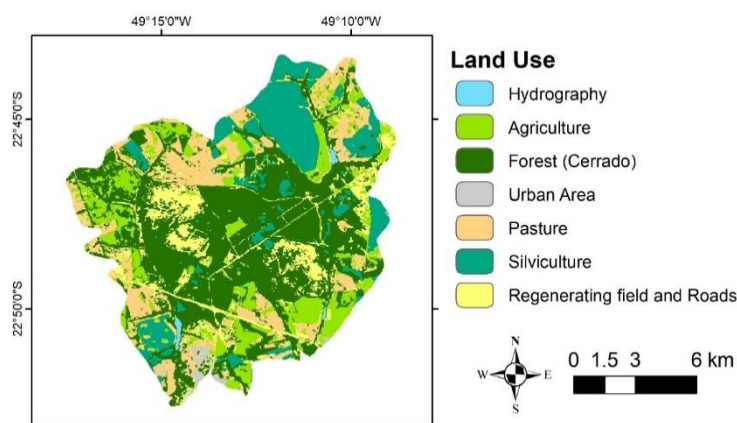 49°15'0"W 49°10'0"W
22°45'0"S
22°50'0"S
Land Use
Hydrography
Agriculture
Forest (Cerrado)
Urban Area
Pasture
Silviculture
Regenerating field and Roads
N
W E
S
0 1.5 3 6 km